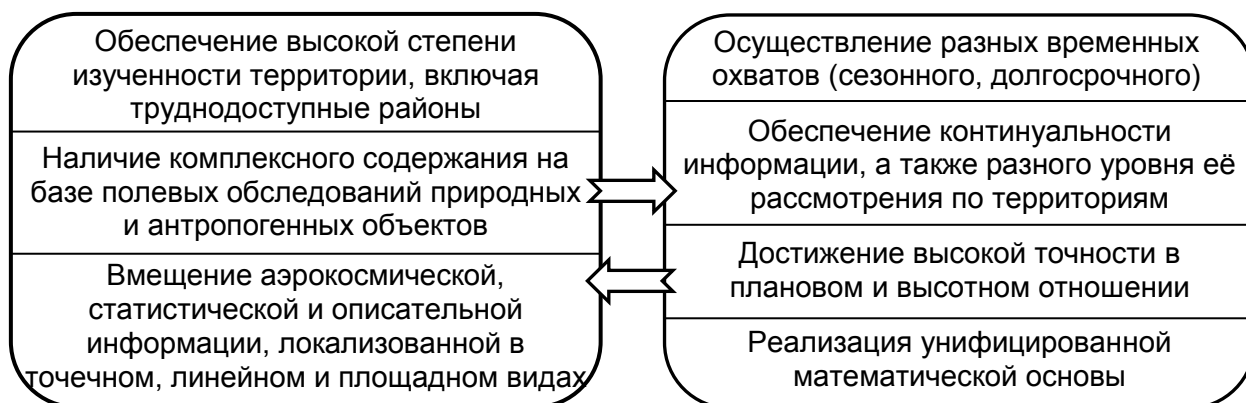 Обеспечение высокой степени
изученности территории, включая
труднодоступные районы
Наличие комплексного содержания на
базе полевых обследований природных
и антропогенных объектов
Вмещение аэрокосмической,
статистической и описательной
информации, локализованной в
точечном, линейном и площадном видах
Осуществление разных временных
охватов (сезонного, долгосрочного)
Обеспечение континуальности
информации, а также разного уровня её
рассмотрения по территориям
Достижение высокой точности в
плановом и высотном отношении
Реализация унифицированной
математической основы